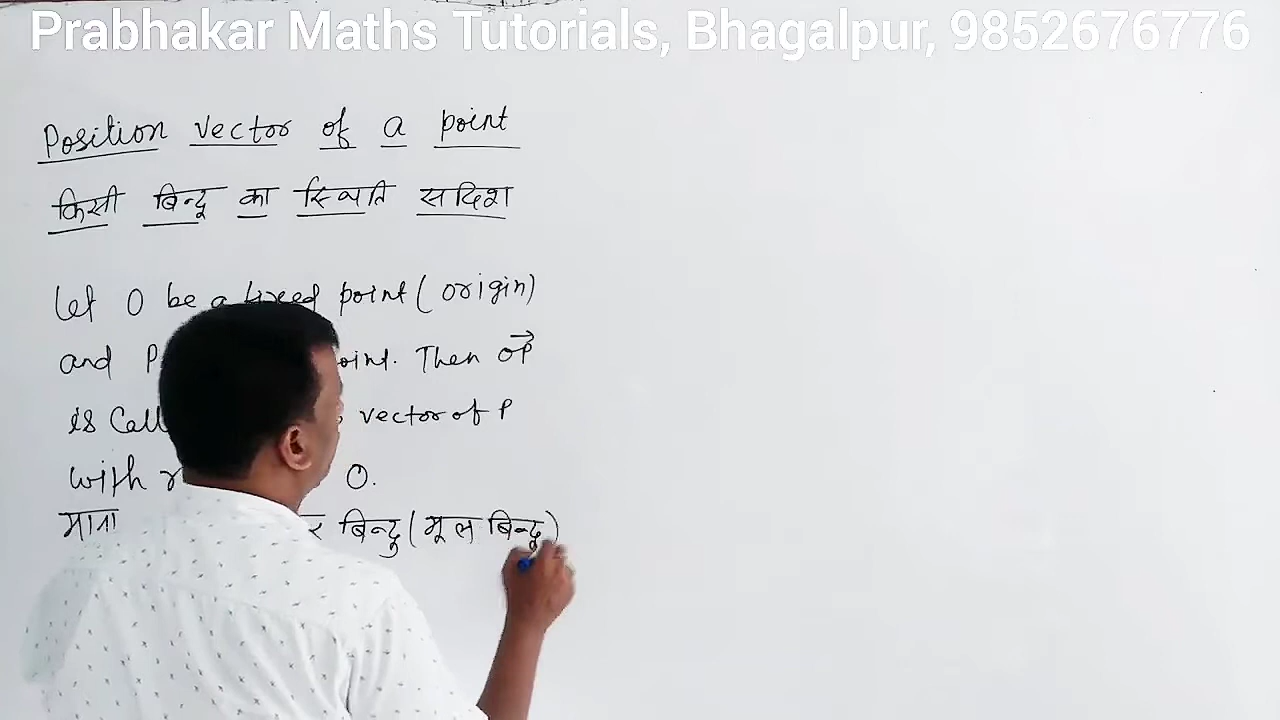 Prabhakar Maths Tutorials, Bhagalpur, 9852676776
Position vector of a point
किसी बिन्दू का स्थिति सदिश
Let O be a fixed point (origin)
and P point. Then OP⃗
is Call vector of P
with O.
माना बिन्दु (मूल बिन्दू)